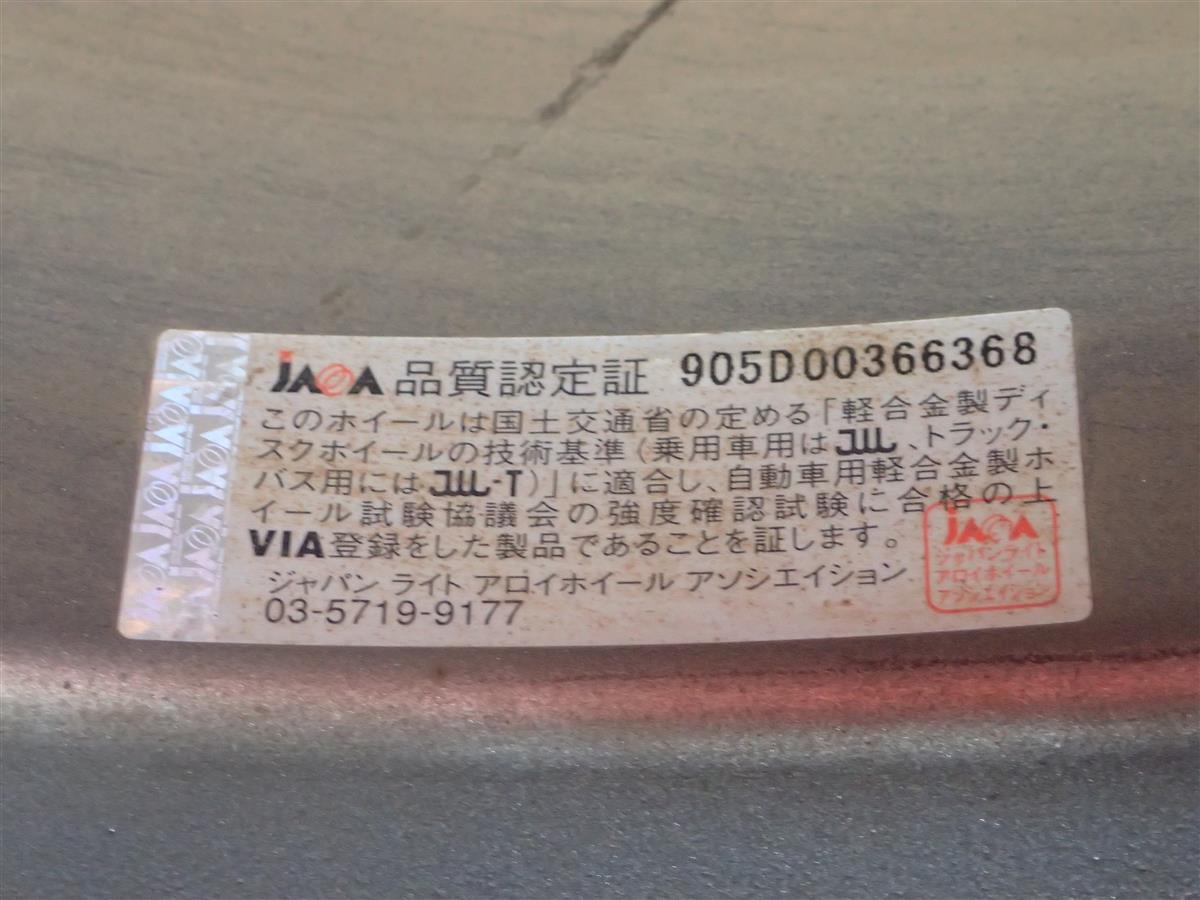 JAWA 品質認定証 905D00366368
このホイールは国土交通省の定める「軽合金製ディ
スクホイールの技術基準(乗用車用はJWL、トラック・
バス用にはJWL-T)」に適合し、自動車用軽合金製ホ
イール試験協議会の強度確認試験に合格の上
VIA登録をした製品であることを証します。
ジャパン ライト アロイホイール アソシエイション
03-5719-9177
JAWA
ジャパンライト
アロイホイール
アソシエイション